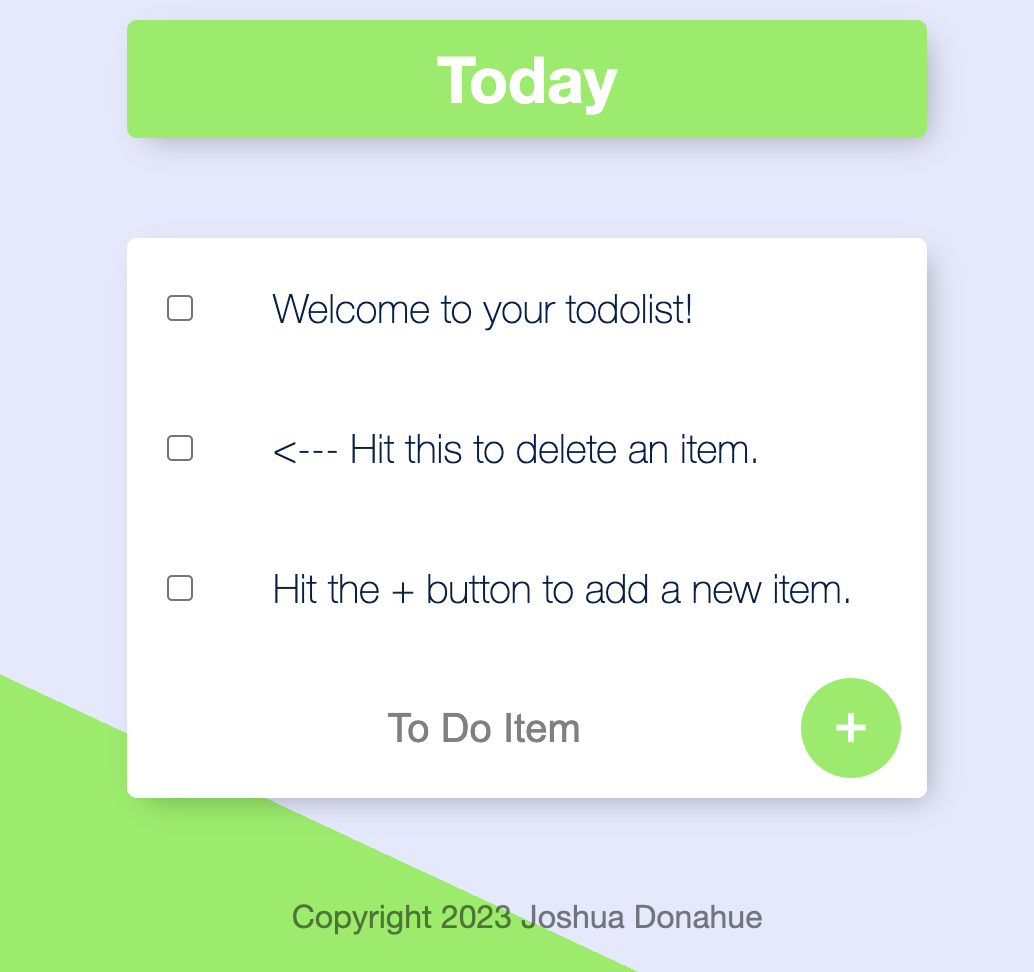 Today
Welcome to your todolist!
<--- Hit this to delete an item.
Hit the + button to add a new item.
To Do Item
+
Copyright 2023 Joshua Donahue